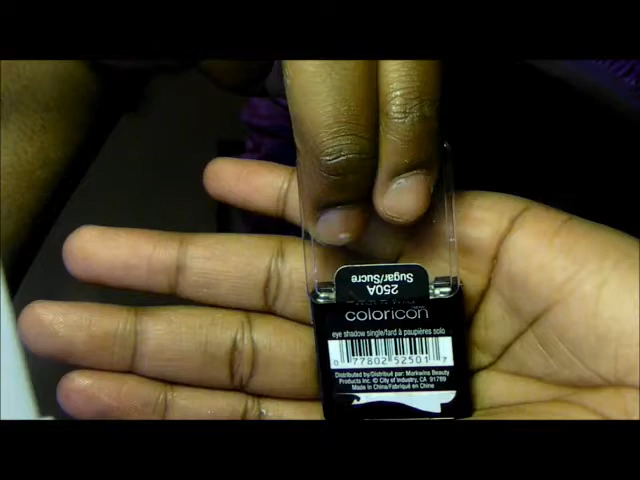 250A
Sugar/Sucre
coloricon
eye shadow single/fard à paupières solo
0 77802 52501 7
Distributed by/Distribué par: Markwins Beauty
Products Inc. © City of Industry, CA 91789
Made in China/Fabriqué en Chine